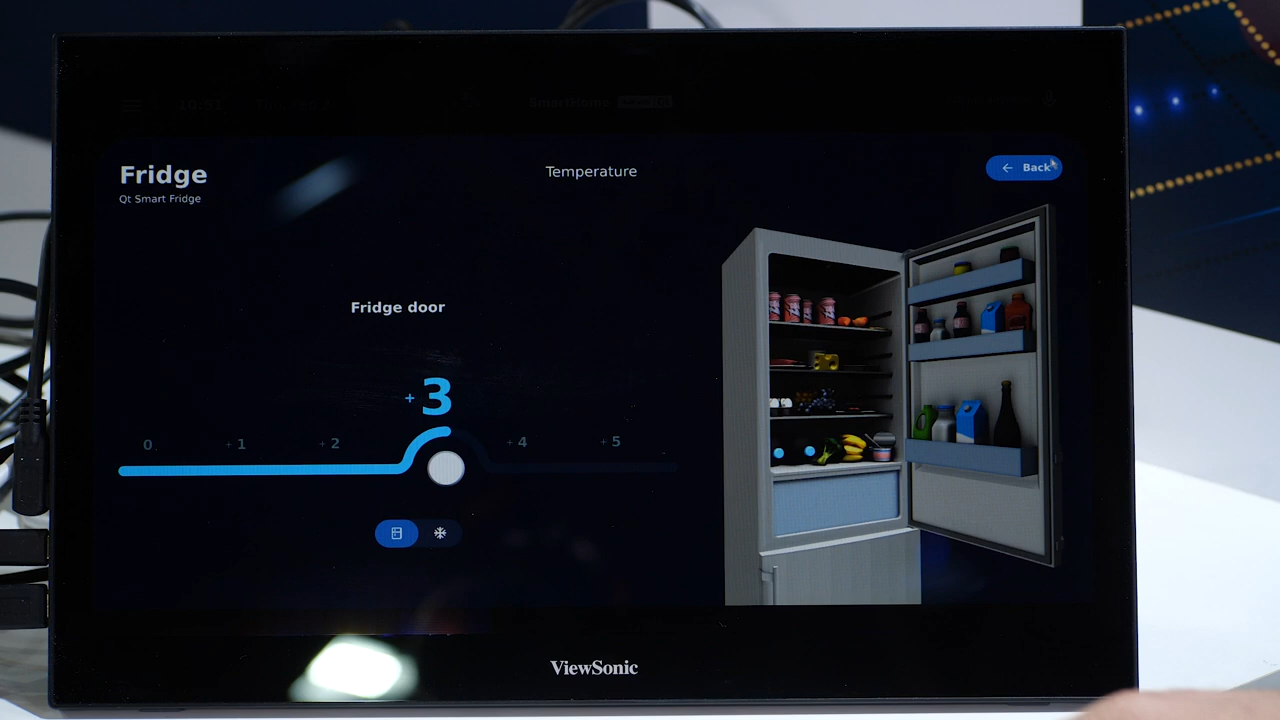 Fridge
Qt Smart Fridge
Temperature
← Back
Fridge door
+3
0 +1 +2 +4 +5
ViewSonic